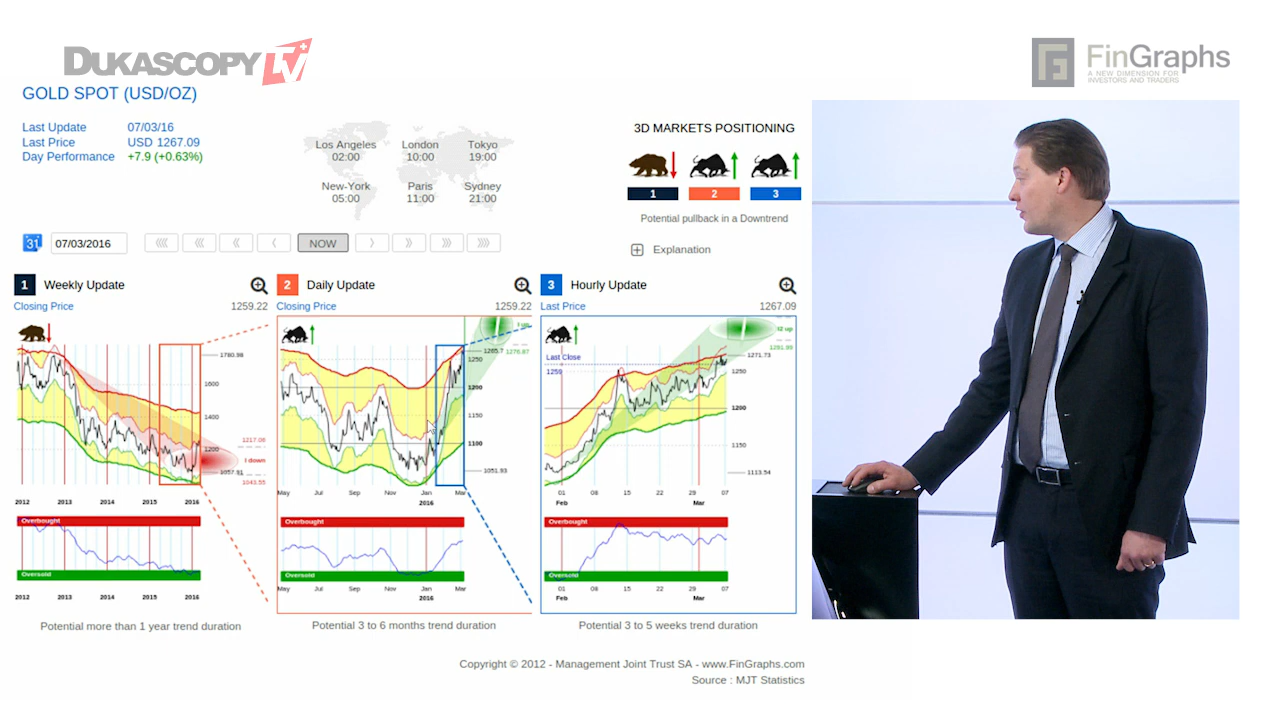 DUKASCOPY TV
FinGraphs
A NEW DIMENSION FOR
INVESTORS AND TRADERS
GOLD SPOT (USD/OZ)
Last Update 07/03/16
Last Price USD 1267.09
Day Performance +7.9 (+0.63%)
Los Angeles London Tokyo
02:00 10:00 19:00
New-York Paris Sydney
05:00 11:00 21:00
3D MARKETS POSITIONING
1 2 3
Potential pullback in a Downtrend
Explanation
31 07/03/2016 NOW
1 Weekly Update
Closing Price 1259.22
1780.98
1600
1400
1217.06
1200
I down
1057.91
1043.55
2012 2013 2014 2015 2016
Overbought
Oversold
2012 2013 2014 2015 2016
Potential more than 1 year trend duration
2 Daily Update
Closing Price 1259.22
I up
1265.7 1276.87
1250
1200
1150
1100
1051.93
May Jul Sep Nov Jan Mar
2016
Overbought
Oversold
May Jul Sep Nov Jan Mar
2016
Potential 3 to 6 months trend duration
3 Hourly Update
Last Price 1267.09
I2 up
1281.99
Last Close
1271.73
1259
1250
1200
1150
1113.54
01 08 15 22 29 07
Feb Mar
Overbought
Oversold
01 08 15 22 29 07
Feb Mar
Potential 3 to 5 weeks trend duration
Copyright © 2012 - Management Joint Trust SA - www.FinGraphs.com
Source : MJT Statistics